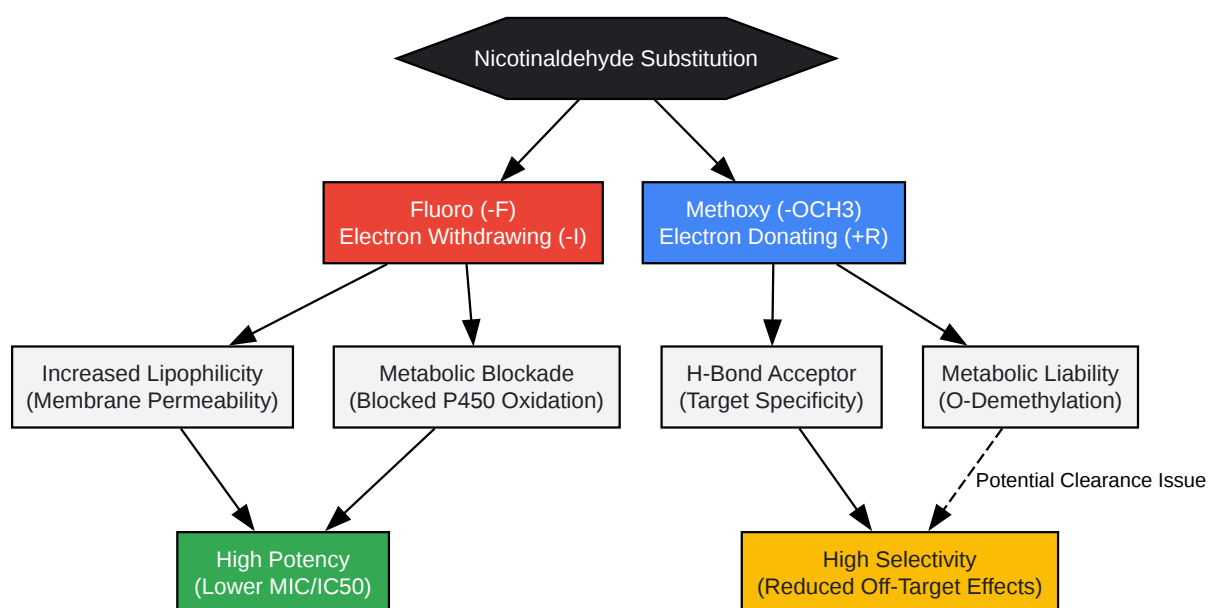 Nicotinaldehyde Substitution
Fluoro (-F)
Electron Withdrawing (-I)
Methoxy (-OCH3)
Electron Donating (+R)
Increased Lipophilicity
(Membrane Permeability)
Metabolic Blockade
(Blocked P450 Oxidation)
H-Bond Acceptor
(Target Specificity)
Metabolic Liability
(O-Demethylation)
Potential Clearance Issue
High Potency
(Lower MIC/IC50)
High Selectivity
(Reduced Off-Target Effects)